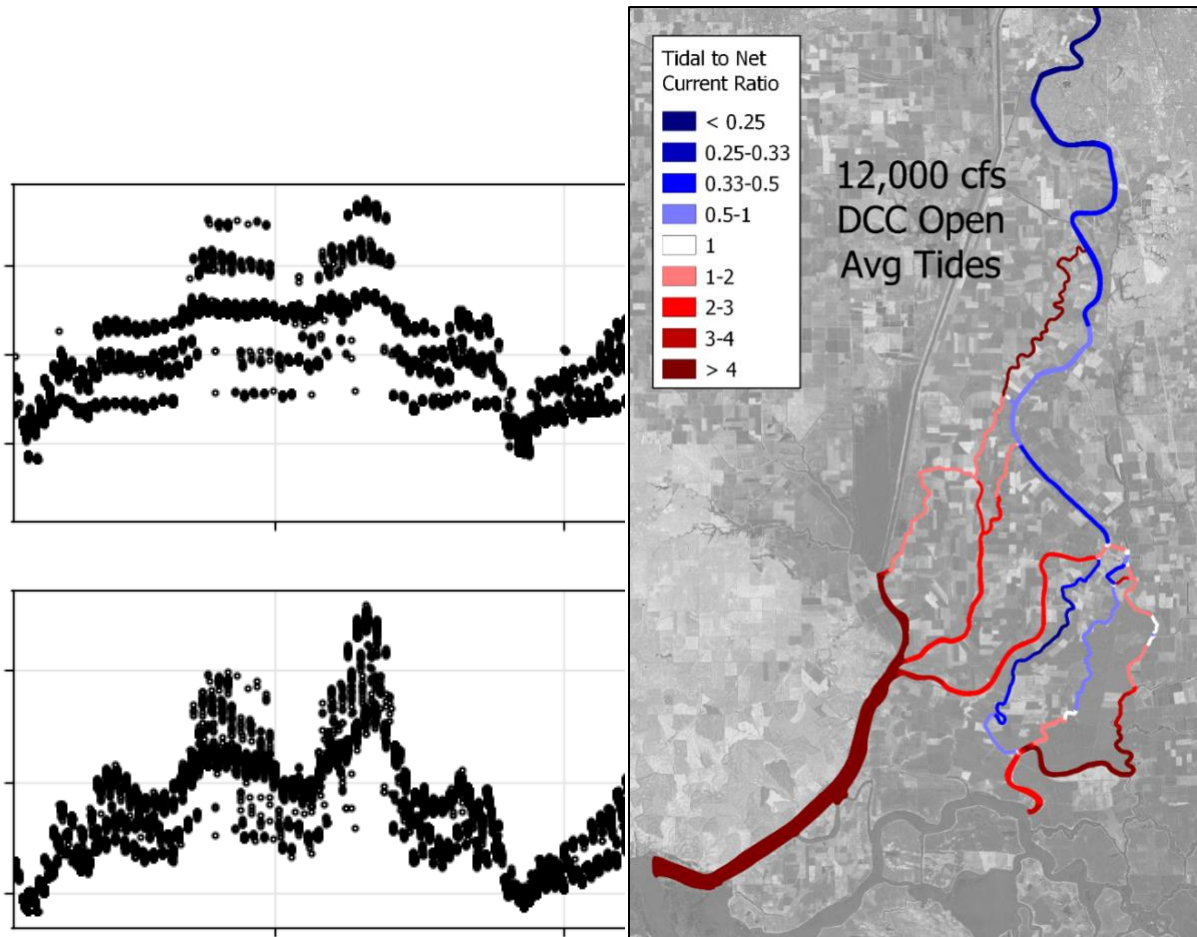 Tidal to Net
Current Ratio
< 0.25
0.25-0.33
0.33-0.5
0.5-1
1
1-2
2-3
3-4
> 4
12,000 cfs
DCC Open
Avg Tides